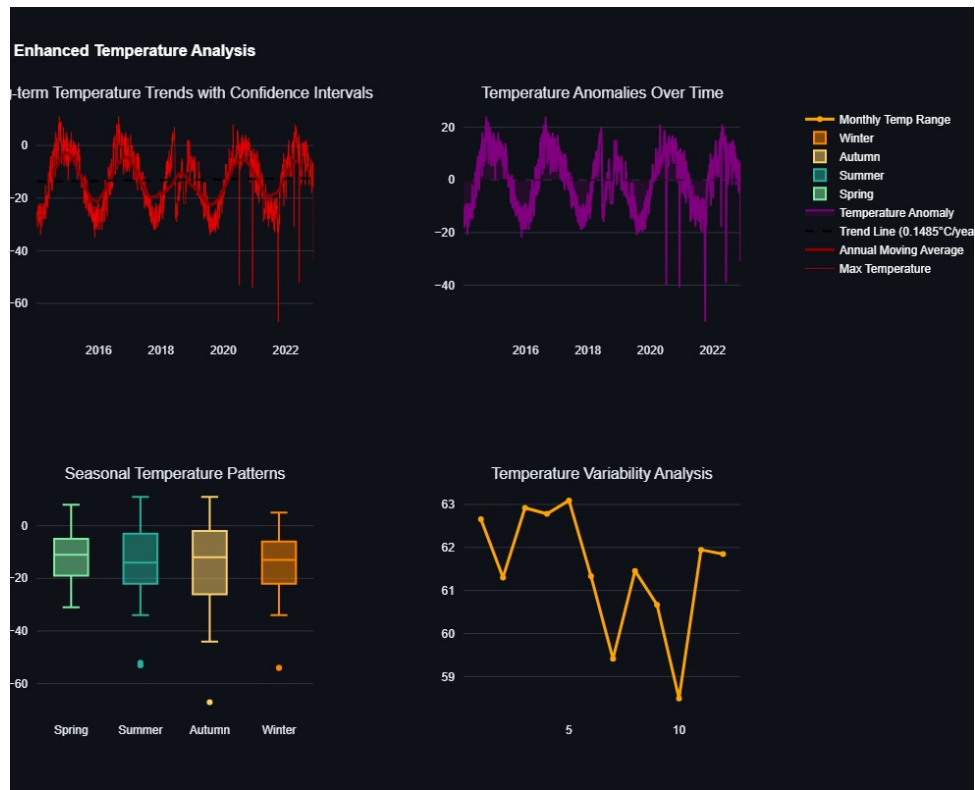 Enhanced Temperature Analysis
g-term Temperature Trends with Confidence Intervals
0
−20
−40
−60
2016 2018 2020 2022
Temperature Anomalies Over Time
20
0
−20
−40
2016 2018 2020 2022
Monthly Temp Range
Winter
Autumn
Summer
Spring
Temperature Anomaly
Trend Line (0.1485°C/yea
Annual Moving Average
Max Temperature
Seasonal Temperature Patterns
0
−20
−40
−60
Spring Summer Autumn Winter
Temperature Variability Analysis
63
62
61
60
59
5 10